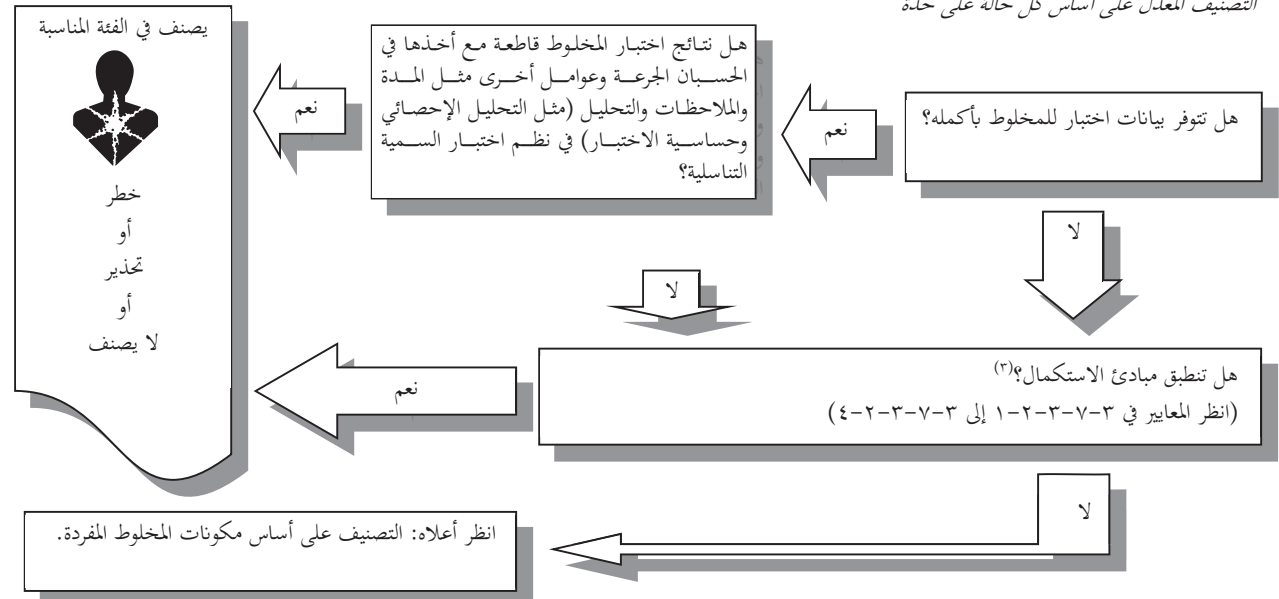 التصنيف المعدل على أساس كل حالة على حدة
هل تتوفر بيانات اختبار للمخلوط بأكمله؟
نعم
هل نتائج اختبار المخلوط قاطعة مع أخذها في
الحسبان الجرعة وعوامل أخرى مثل المدة
والملاحظات والتحليل (مثل التحليل الإحصائي
وحساسية الاختبار) في نظم اختبار السمية
التناسلية؟
نعم
يصنف في الفئة المناسبة
خطر
أو
تحذير
أو
لا يصنف
لا
لا
هل تنطبق مبادئ الاستكمال؟(٣)
(انظر المعايير في ٣-٧-٣-٢-١ إلى ٣-٧-٣-٢-٤)
نعم
لا
انظر أعلاه: التصنيف على أساس مكونات المخلوط المفردة.